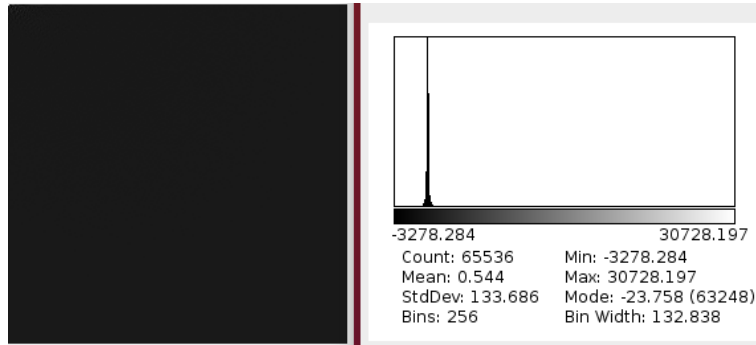 -3278.284 30728.197
Count: 65536 Min: -3278.284
Mean: 0.544 Max: 30728.197
StdDev: 133.686 Mode: -23.758 (63248)
Bins: 256 Bin Width: 132.838